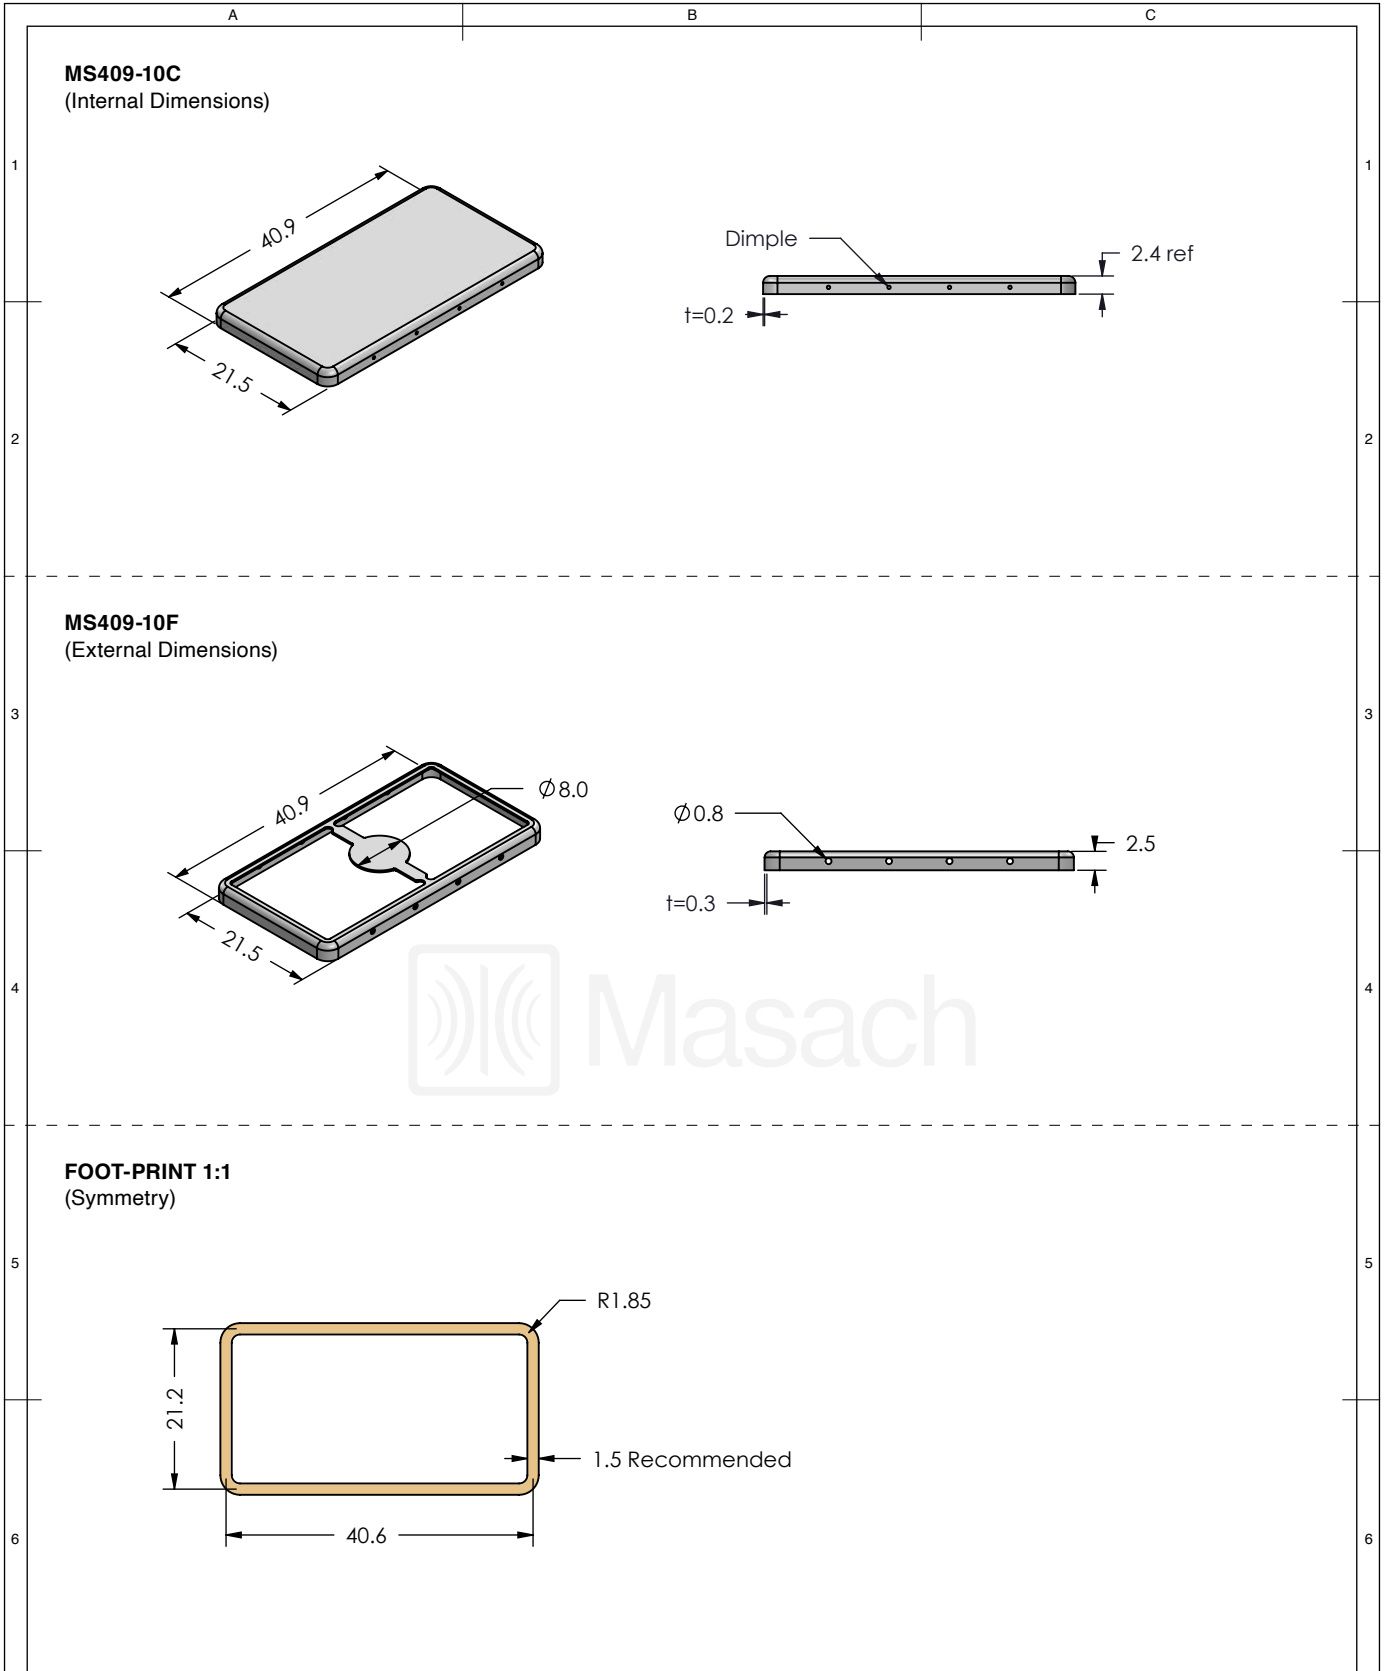 A B C
MS409-10C
(Internal Dimensions)
1 1
40.9
Dimple
2.4 ref
t=0.2
21.5
2 2
MS409-10F
(External Dimensions)
3 3
40.9
Ø8.0
Ø0.8
2.5
t=0.3
21.5
4 4
Masach
FOOT-PRINT 1:1
(Symmetry)
5 5
R1.85
21.2
1.5 Recommended
40.6
6 6